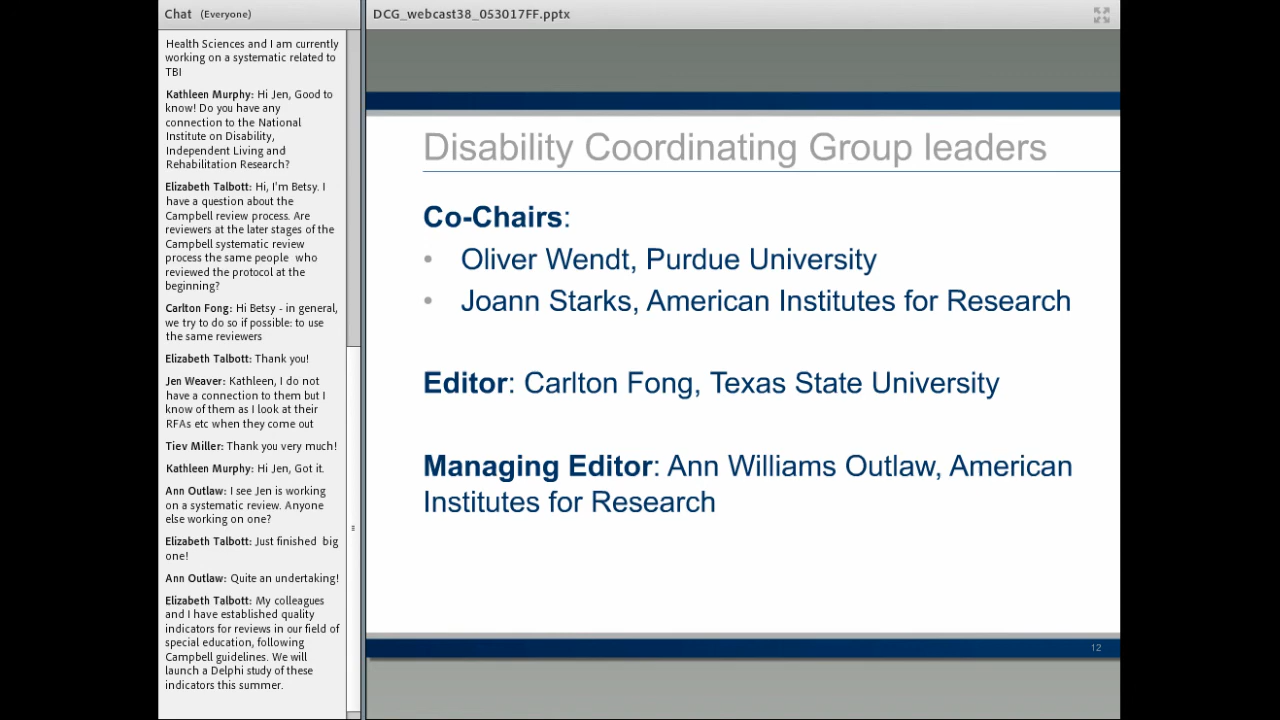 Chat (Everyone)
Health Sciences and I am currently
working on a systematic related to
TBI
Kathleen Murphy: Hi Jen, Good to
know! Do you have any
connection to the National
Institute on Disability,
Independent Living and
Rehabilitation Research?
Elizabeth Talbott: Hi, I'm Betsy. I
have a question about the
Campbell review process. Are
reviewers at the later stages of the
Campbell systematic review
process the same people who
reviewed the protocol at the
beginning?
Carlton Fong: Hi Betsy - in general,
we try to do so if possible: to use
the same reviewers
Elizabeth Talbott: Thank you!
Jen Weaver: Kathleen, I do not
have a connection to them but I
know of them as I look at their
RFAs etc when they come out
Tiev Miller: Thank you very much!
Kathleen Murphy: Hi Jen, Got it.
Ann Outlaw: I see Jen is working
on a systematic review. Anyone
else working on one?
Elizabeth Talbott: Just finished big
one!
Ann Outlaw: Quite an undertaking!
Elizabeth Talbott: My colleagues
and I have established quality
indicators for reviews in our field of
special education, following
Campbell guidelines. We will
launch a Delphi study of these
indicators this summer.
DCG_webcast38_053017FF.pptx
Disability Coordinating Group leaders
Co-Chairs:
• Oliver Wendt, Purdue University
• Joann Starks, American Institutes for Research
Editor: Carlton Fong, Texas State University
Managing Editor: Ann Williams Outlaw, American
Institutes for Research
12